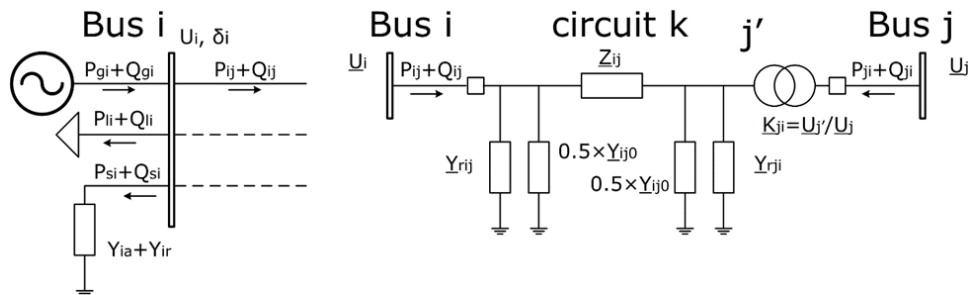 Bus i
Ui, δi
Pgi+Qgi
Pij+Qij
Pli+Qli
Psi+Qsi
Yia+Yir
Bus i
circuit k
j’
Bus j
Ui
Pij+Qij
Zij
Pji+Qji
Uj
Kji=Uj’/Uj
Yrij
0.5×Yij0
0.5×Yij0
Yrji